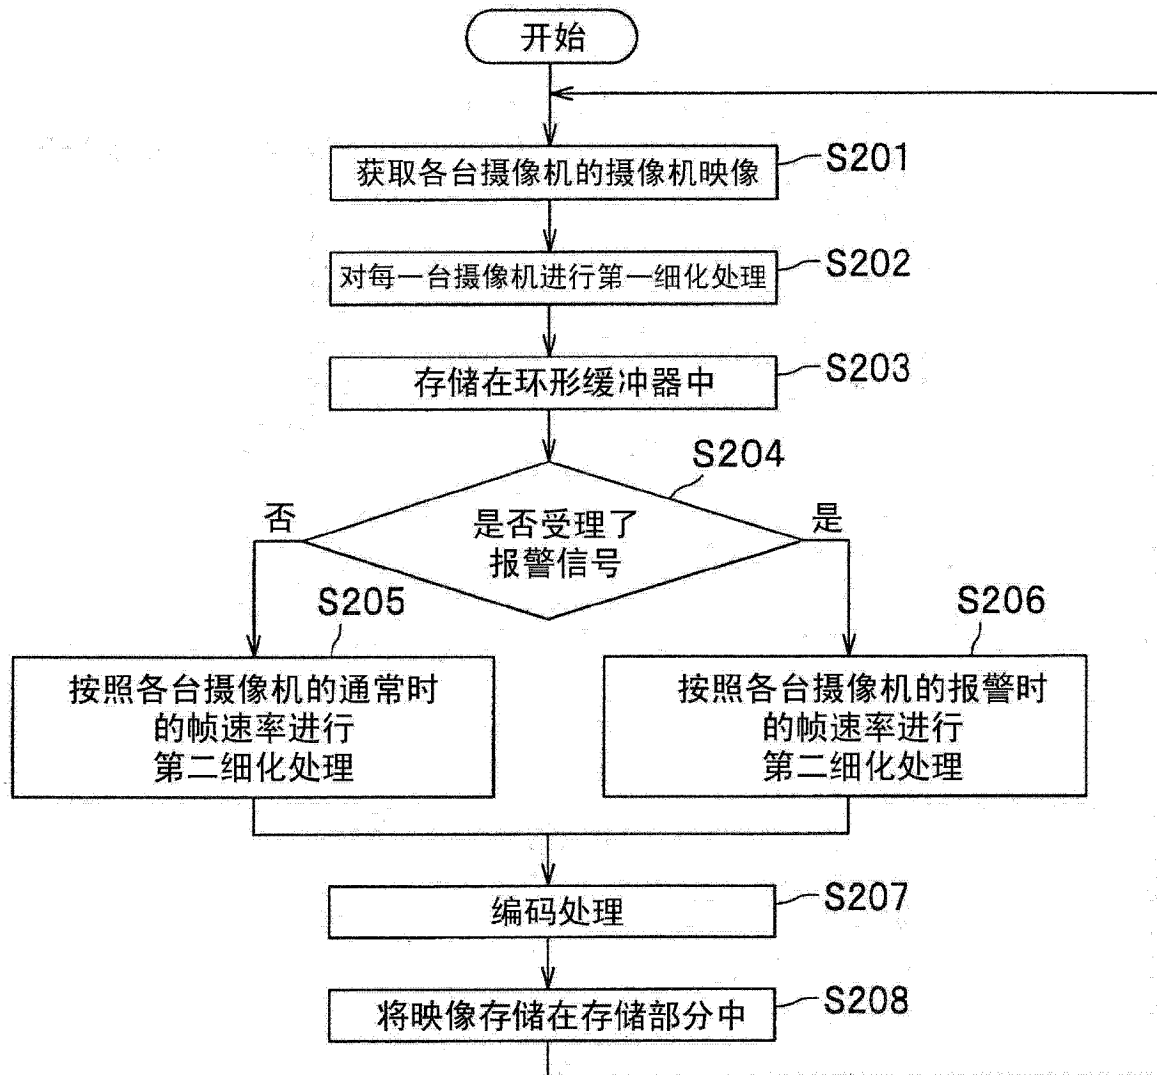 开始
获取各台摄像机的摄像机映像
S201
对每一台摄像机进行第一细化处理
S202
存储在环形缓冲器中
S203
S204
是否受理了
报警信号
否
是
S205
按照各台摄像机的通常时
的帧速率进行
第二细化处理
S206
按照各台摄像机的报警时
的帧速率进行
第二细化处理
编码处理
S207
将映像存储在存储部分中
S208